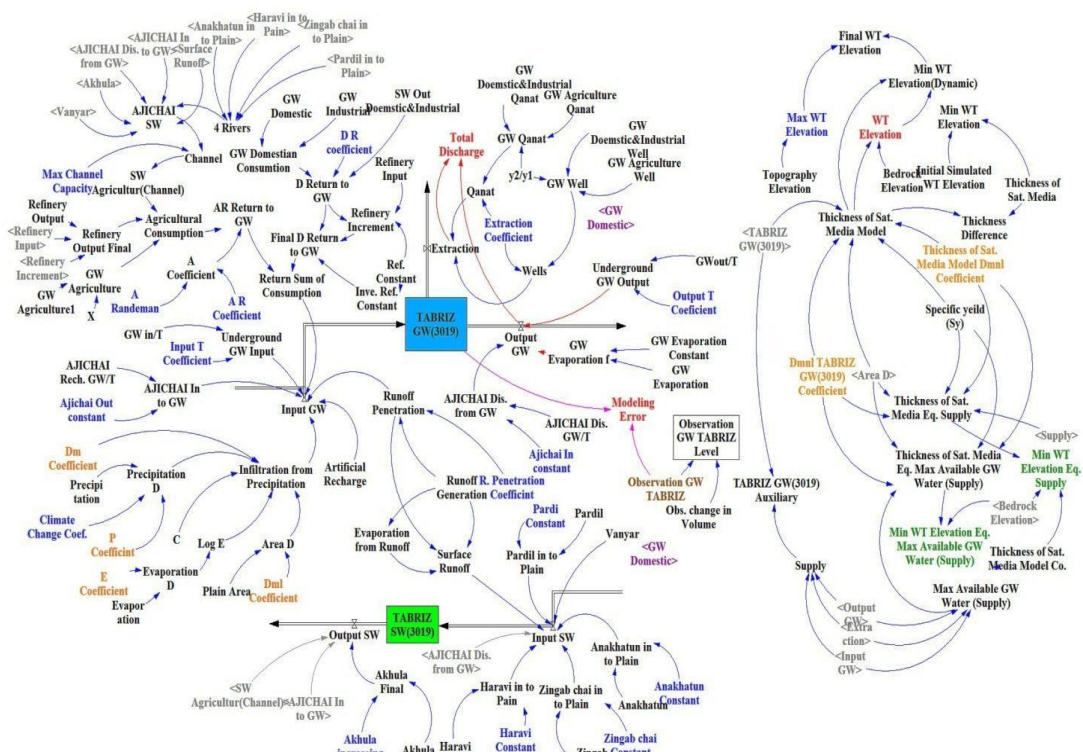 <Haravi in to
Pain>
<Anakhatun in
to Plain>
<Zingab chai in
to Plain>
<AJICHAI In
to GW>
<AJICHAI Dis.
from GW>
<Surface
Runoff>
<Pardil in to
Plain>
<Akhula>
<Vanyar>
AJICHAI
SW
4 Rivers
Channel
Max Channel
Capacity
SW
Agricultur(Channel)
GW
Domestic
GW
Industrial
SW Out
Doemestic&Industrial
GW Domestian
Consumtion
D R
coefficient
D Return to
GW
Refinery
Input
Refinery
Increment
Refinery
Output
<Refinery
Input>
Refinery
Output Final
<Refinery
Increment>
Agricultural
Consumption
AR Return to
GW
Final D Return
to GW
GW
Agriculture
GW
Agriculture1
X
A
Coefficient
A
Randeman
A R
Coefficient
Return Sum of
Consumption
Inve. Ref.
Constant
Ref.
Constant
GW in/T
Input T
Coefficient
Underground
GW Input
Total
Discharge
GW
Doemestic&Industrial
Qanat
GW Agriculture
Qanat
GW Qanat
y2/y1
GW
Doemestic&Industrial
Well
GW Agriculture
Well
GW Well
<GW
Domestic>
Qanat
Extraction
Coefficient
Extraction
Wells
Underground
GW Output
GWout/T
Output T
Coeficient
TABRIZ
GW(3019)
Output
GW
GW
Evaporation f
GW Evaporation
Constant
GW
Evaporation
AJICHAI
Rech. GW/T
Ajichai Out
constant
AJICHAI In
to GW
Input GW
Runoff
Penetration
AJICHAI Dis.
from GW
AJICHAI Dis.
GW/T
Ajichai In
constant
Modeling
Error
Observation
GW TABRIZ
Level
Observation GW
TABRIZ
Obs. change in
Volume
Dm
Coefficient
Precipi
tation
Precipitation
D
Infiltration from
Precipitation
Artificial
Recharge
Climate
Change Coef.
P
Coefficint
C
Log E
Area D
E
Coefficient
Evaporation
D
Evapor
ation
Plain Area
Dml
Coefficient
Runoff
Generation
R. Penetration
Coefficint
Evaporation
from Runoff
Surface
Runoff
Pardi
Constant
Pardil
Pardil in to
Plain
Vanyar
<GW
Domestic>
TABRIZ
SW(3019)
Output SW
Input SW
<SW
Agricultur(Channel)>
<AJICHAI In
to GW>
<AJICHAI Dis.
from GW>
Akhula
Final
Akhula
Haravi
Haravi in to
Pain
Haravi
Constant
Zingab chai in
to Plain
Zingab chai
Anakhatun in
to Plain
Anakhatun
Anakhatun
Constant
Final WT
Elevation
Min WT
Elevation(Dynamic)
Max WT
Elevation
WT
Elevation
Min WT
Elevation
Topography
Elevation
Bedrock
Elevation
Initial Simulated
WT Elevation
Thickness of
Sat. Media
Thickness of Sat.
Media Model
Thickness
Difference
<TABRIZ
GW(3019)>
Thickness of Sat.
Media Model Dmnl
Coefficient
Specific yeild
(Sy)
Dmnl TABRIZ
GW(3019)
Coefficient
<Area D>
Thickness of Sat.
Media Eq. Supply
<Supply>
Thickness of Sat. Media
Eq. Max Available GW
Water (Supply)
Min WT
Elevation Eq.
Supply
TABRIZ GW(3019)
Auxiliary
<Bedrock
Elevation>
Min WT Elevation Eq.
Max Available GW
Water (Supply)
Thickness of Sat.
Media Model Co.
Supply
Max Available GW
Water (Supply)
<Output
GW>
<Extra
ction>
<Input
GW>